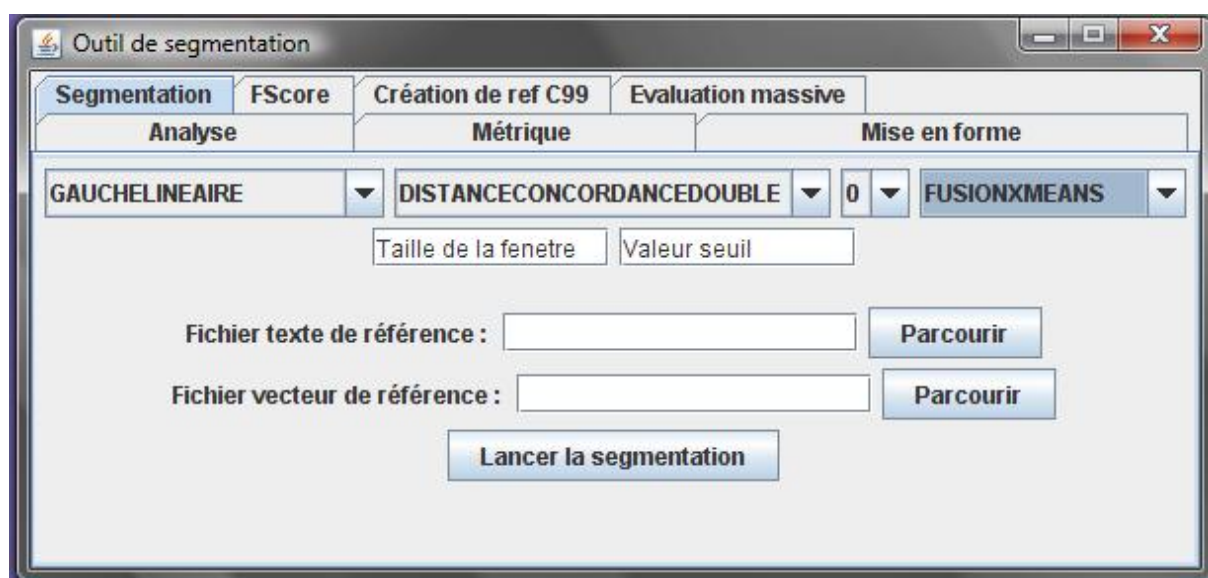 Outil de segmentation
Segmentation FScore Création de ref C99 Evaluation massive
Analyse Métrique Mise en forme
GAUCHELINEAIRE DISTANCECONCORDANCEDOUBLE 0 FUSIONXMEANS
Taille de la fenetre Valeur seuil
Fichier texte de référence : Parcourir
Fichier vecteur de référence : Parcourir
Lancer la segmentation